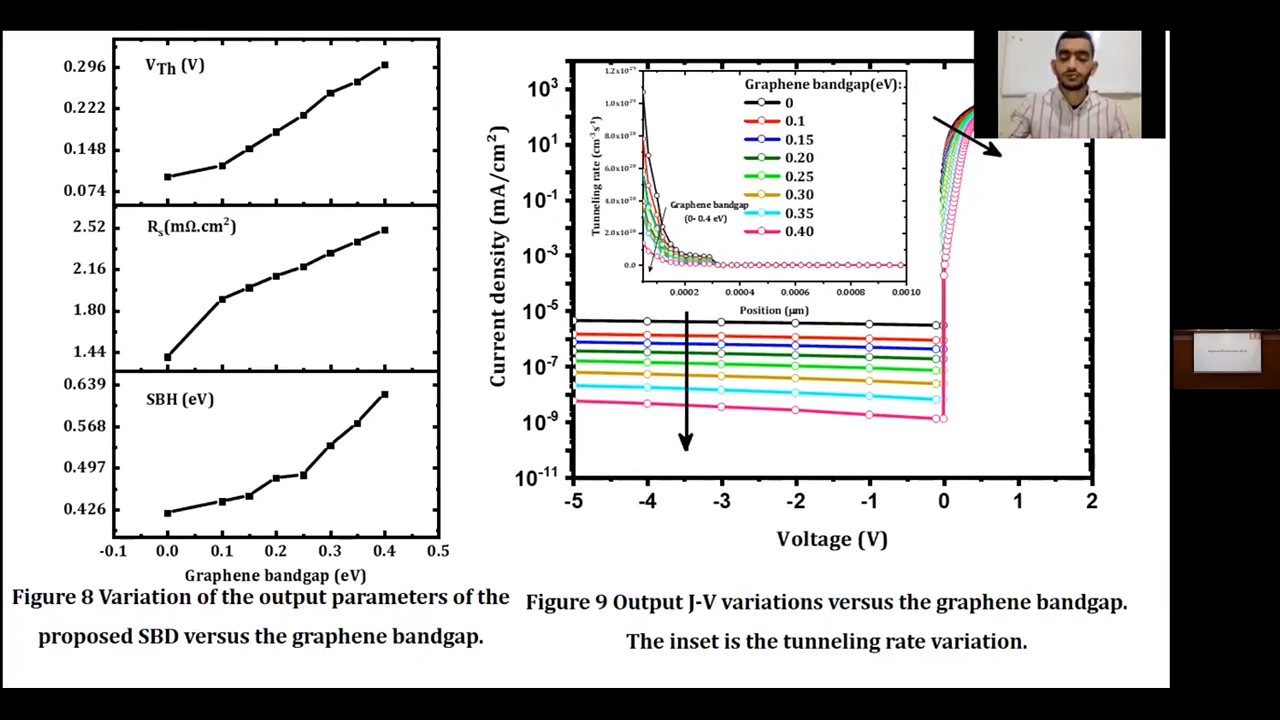 V_Th (V)
0.296
0.222
0.148
0.074
R_s(mΩ.cm²)
2.52
2.16
1.80
1.44
SBH (eV)
0.639
0.568
0.497
0.426
-0.1 0.0 0.1 0.2 0.3 0.4 0.5
Graphene bandgap (eV)
Figure 8 Variation of the output parameters of the
proposed SBD versus the graphene bandgap.
Current density (mA/cm²)
10³
10¹
10⁻¹
10⁻³
10⁻⁵
10⁻⁷
10⁻⁹
10⁻¹¹
-5 -4 -3 -2 -1 0 1 2
Voltage (V)
Tunneling rate (cm⁻³s⁻¹)
0.0
0.0002 0.0004 0.0006 0.0008 0.0010
Position (μm)
Graphene bandgap
(0- 0.4 eV)
Graphene bandgap(eV):
0
0.1
0.15
0.20
0.25
0.30
0.35
0.40
Figure 9 Output J-V variations versus the graphene bandgap.
The inset is the tunneling rate variation.